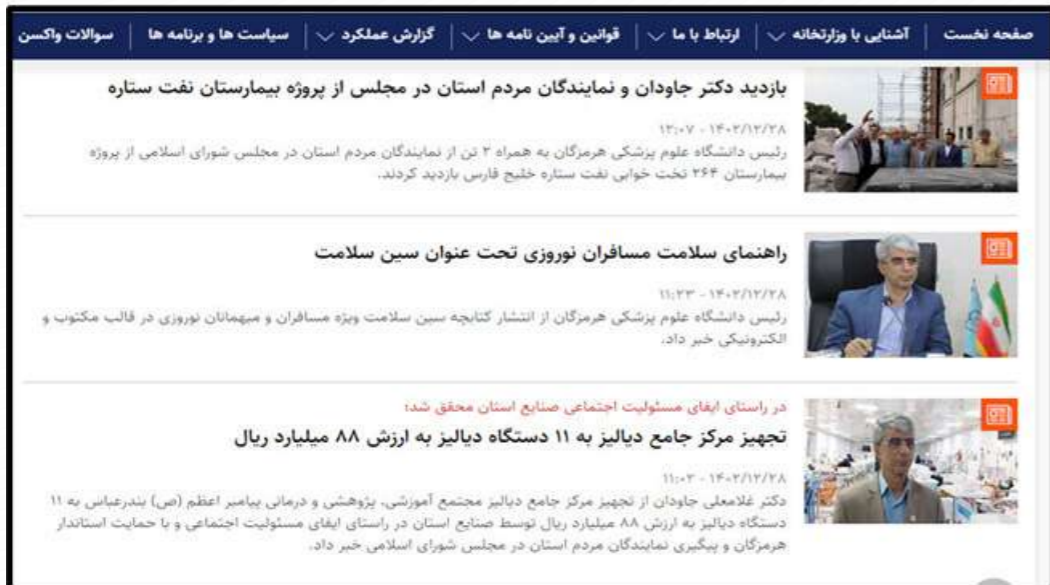 صفحه نخست | آشنایی با وزارتخانه | ارتباط با ما | قوانین و آیین نامه ها | گزارش عملکرد | سیاست ها و برنامه ها | سوالات واکسن
بازدید دکتر جاودان و نمایندگان مردم استان در مجلس از پروژه بیمارستان نفت ستاره
۱۴۰۲/۱۲/۲۸ - ۱۲:۰۷
رئیس دانشگاه علوم پزشکی هرمزگان به همراه ۲ تن از نمایندگان مردم استان در مجلس شورای اسلامی از پروژه
بیمارستان ۲۶۴ تخت خوابی نفت ستاره خلیج فارس بازدید کردند.
راهنمای سلامت مسافران نوروزی تحت عنوان سین سلامت
۱۴۰۲/۱۲/۲۸ - ۱۱:۲۳
رئیس دانشگاه علوم پزشکی هرمزگان از انتشار کتابچه سین سلامت ویژه مسافران و میهمانان نوروزی در قالب مکتوب و
الکترونیکی خبر داد.
در راستای ایفای مسئولیت اجتماعی صنایع استان محقق شد؛
تجهیز مرکز جامع دیالیز به ۱۱ دستگاه دیالیز به ارزش ۸۸ میلیارد ریال
۱۴۰۲/۱۲/۲۸ - ۱۱:۰۲
دکتر غلامعلی جاودان از تجهیز مرکز جامع دیالیز مجتمع آموزشی، پژوهشی و درمانی پیامبر اعظم (ص) بندرعباس به ۱۱
دستگاه دیالیز به ارزش ۸۸ میلیارد ریال توسط صنایع استان در راستای ایفای مسئولیت اجتماعی و با حمایت استاندار
هرمزگان و پیگیری نمایندگان مردم استان در مجلس شورای اسلامی خبر داد.